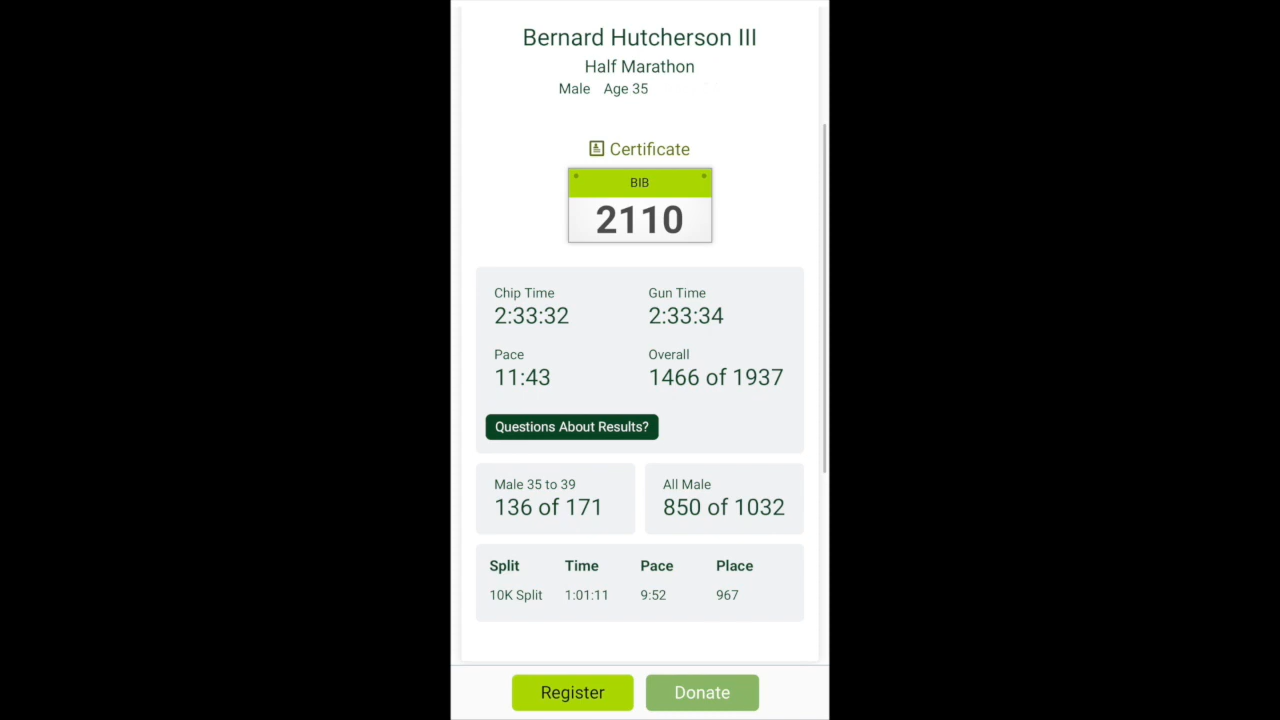 Bernard Hutcherson III
Half Marathon
Male Age 35
Certificate
BIB
2110
Chip Time Gun Time
2:33:32 2:33:34
Pace Overall
11:43 1466 of 1937
Questions About Results?
Male 35 to 39 All Male
136 of 171 850 of 1032
Split Time Pace Place
10K Split 1:01:11 9:52 967
Register Donate